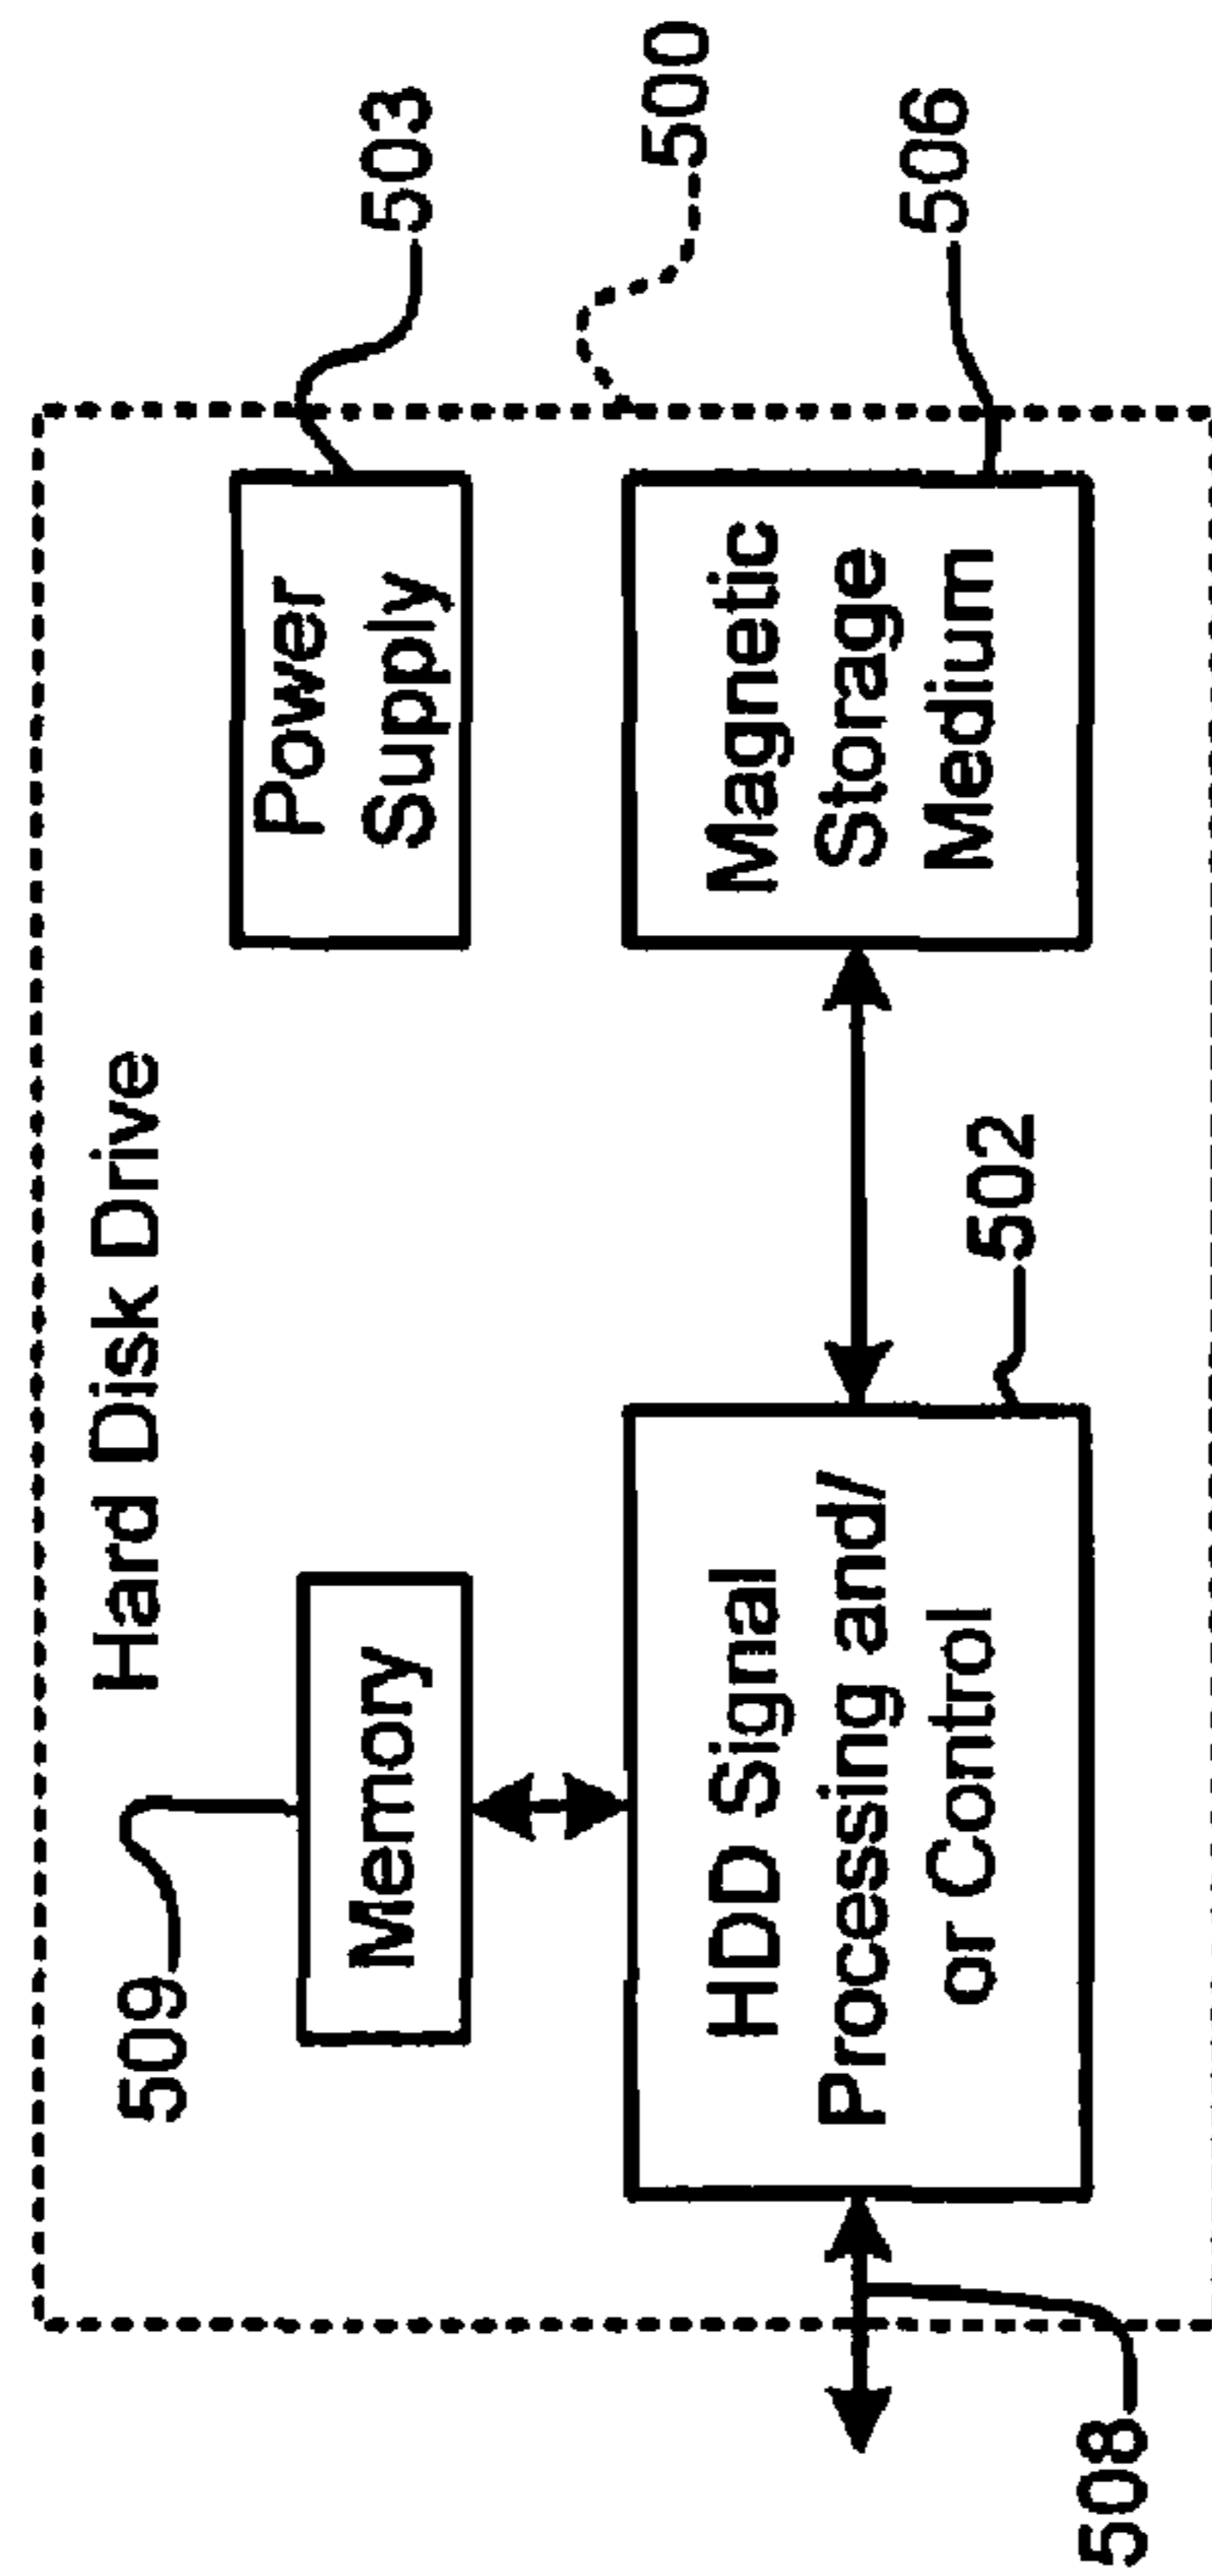 Hard Disk Drive
509
Memory
Power
Supply
503
500
HDD Signal
Processing and/
or Control
502
Magnetic
Storage
Medium
506
508